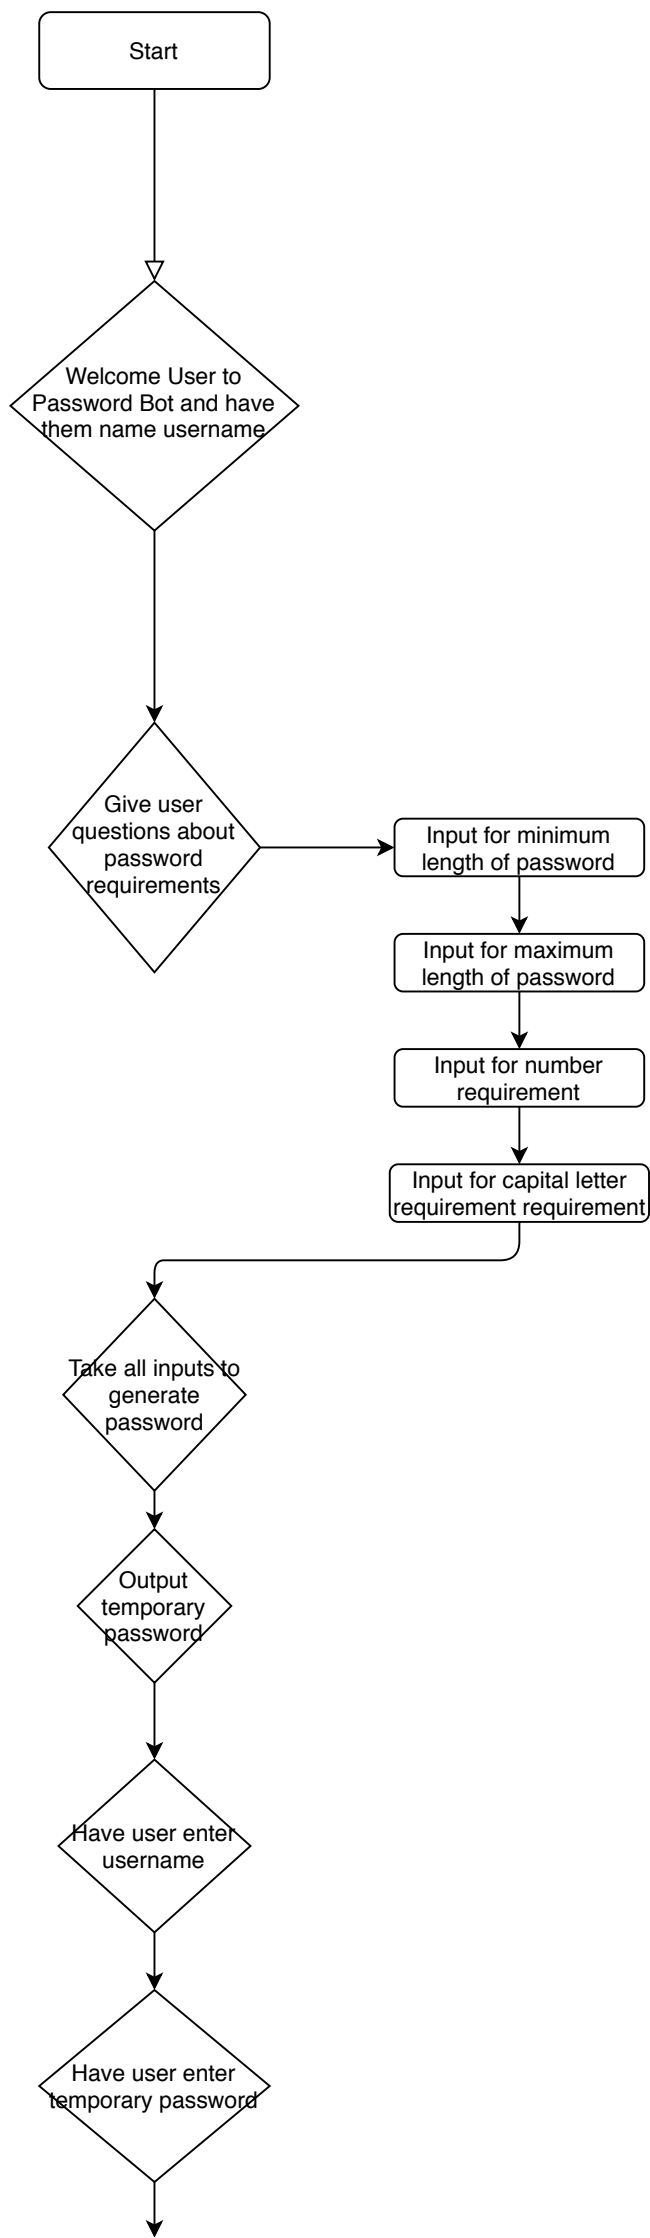 Start
Welcome User to
Password Bot and have
them name username
Give user
questions about
password
requirements
Input for minimum
length of password
Input for maximum
length of password
Input for number
requirement
Input for capital letter
requirement requirement
Take all inputs to
generate
password
Output
temporary
password
Have user enter
username
Have user enter
temporary password